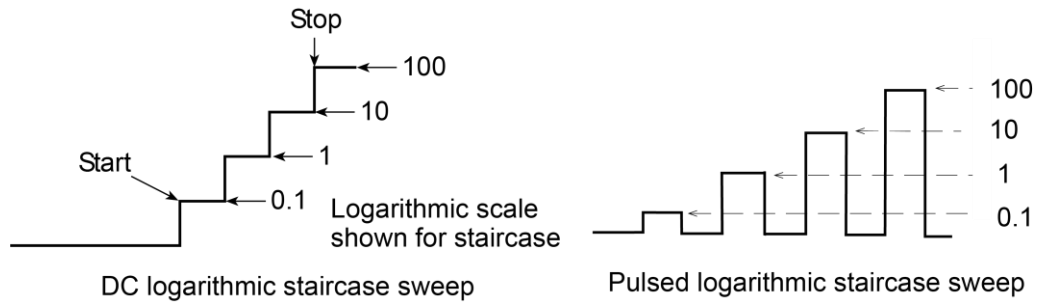 Stop
100
10
1
Start
0.1
Logarithmic scale
shown for staircase
DC logarithmic staircase sweep
100
10
1
0.1
Pulsed logarithmic staircase sweep